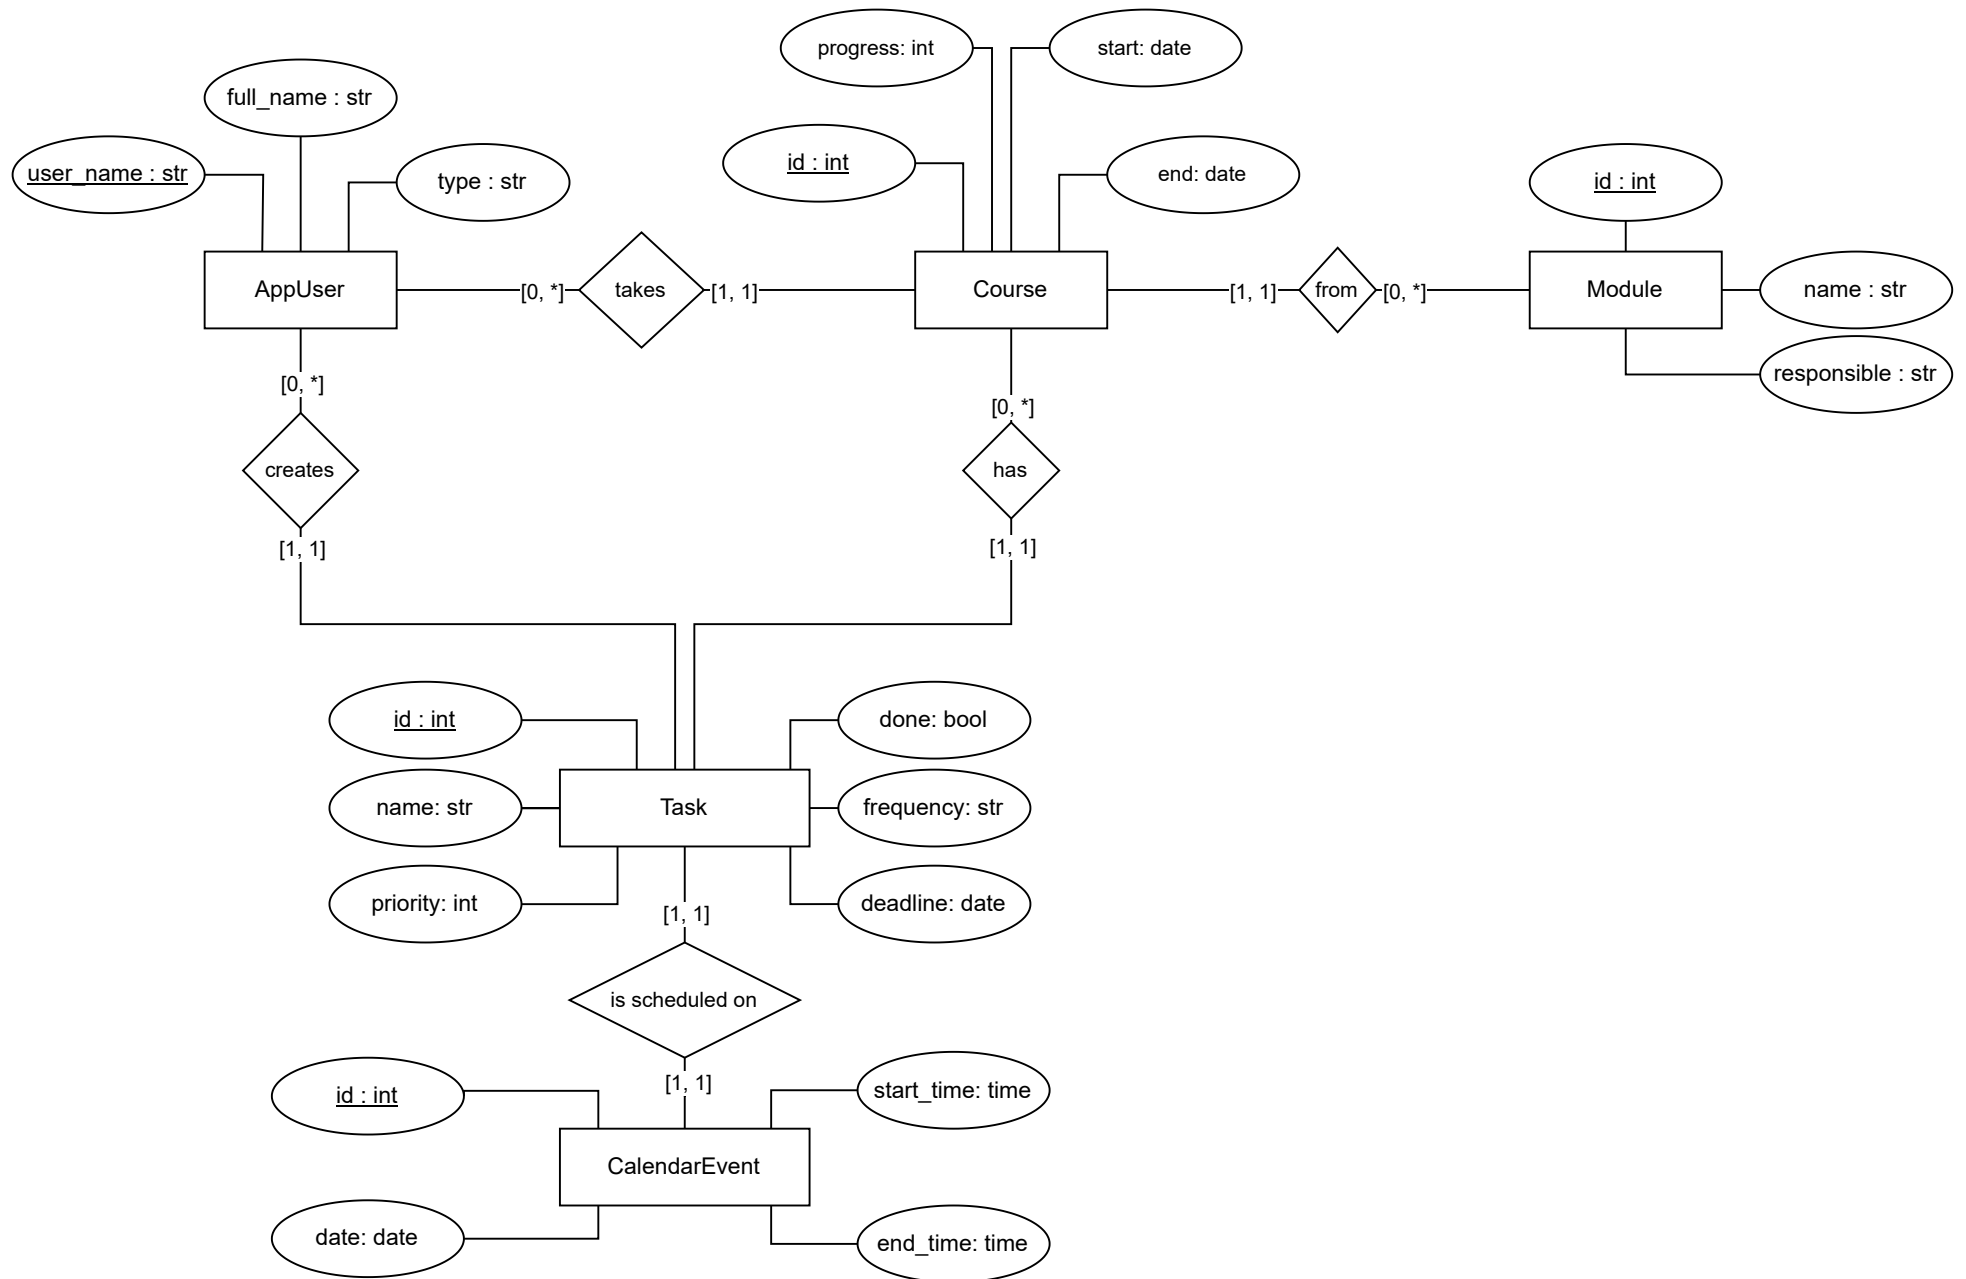 progress: int
start: date
full_name : str
user_name : str
type : str
id : int
end: date
id : int
AppUser
[0, *]
takes
[1, 1]
Course
[1, 1]
from
[0, *]
Module
name : str
responsible : str
[0, *]
creates
[1, 1]
[0, *]
has
[1, 1]
id : int
done: bool
name: str
Task
frequency: str
priority: int
deadline: date
[1, 1]
is scheduled on
[1, 1]
id : int
start_time: time
CalendarEvent
date: date
end_time: time